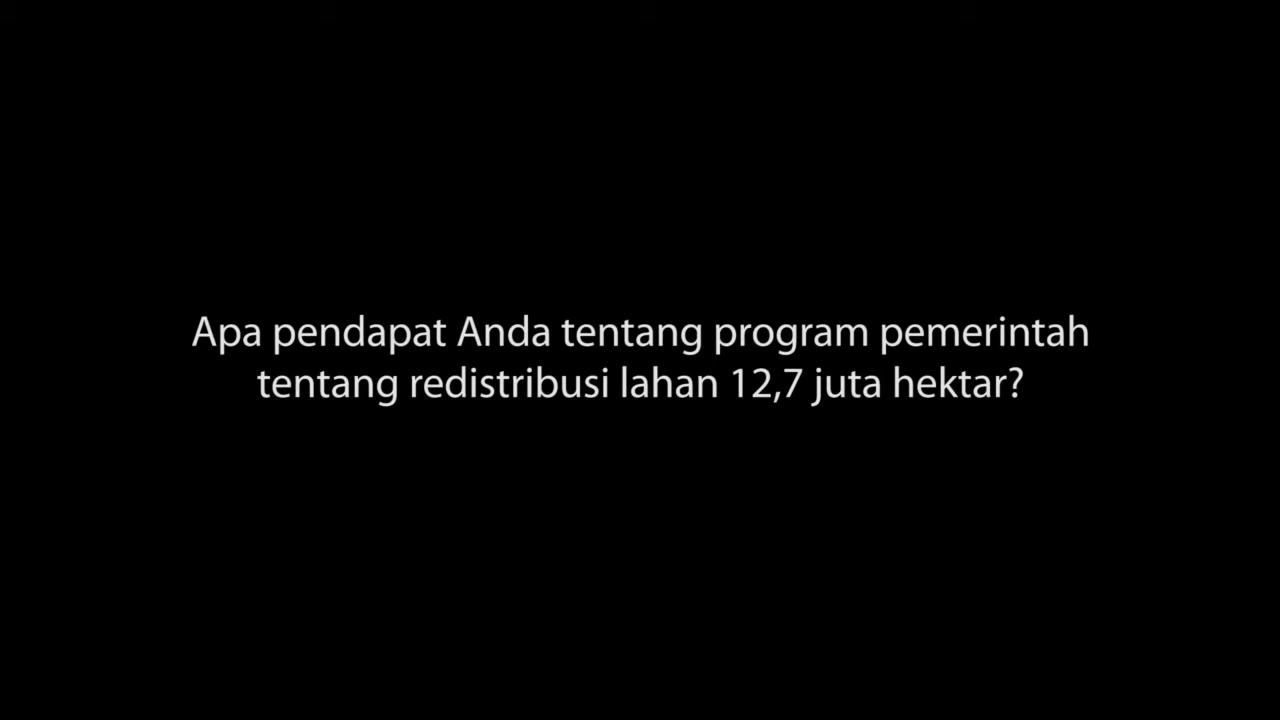 Apa pendapat Anda tentang program pemerintah
tentang redistribusi lahan 12,7 juta hektar?